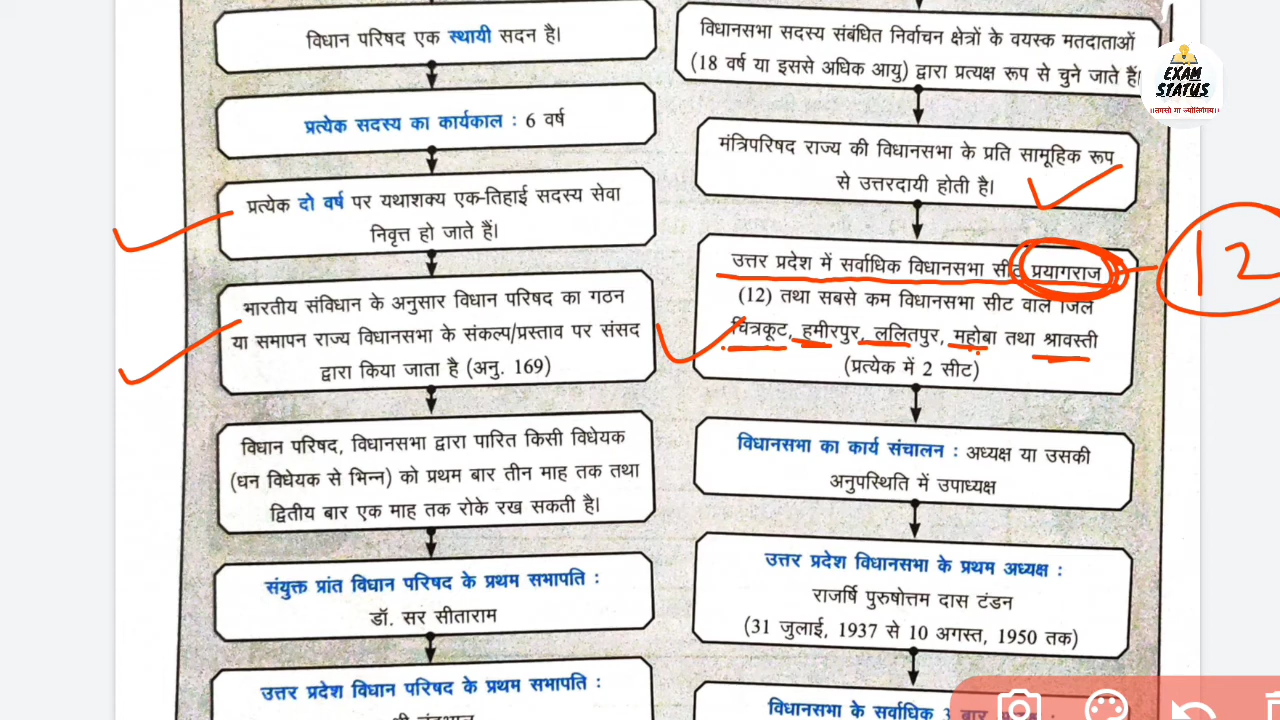 विधान परिषद एक स्थायी सदन है।
प्रत्येक सदस्य का कार्यकाल : 6 वर्ष
प्रत्येक दो वर्ष पर यथाशक्य एक-तिहाई सदस्य सेवा
निवृत्त हो जाते हैं।
भारतीय संविधान के अनुसार विधान परिषद का गठन
या समापन राज्य विधानसभा के संकल्प/प्रस्ताव पर संसद
द्वारा किया जाता है (अनु. 169)
विधान परिषद, विधानसभा द्वारा पारित किसी विधेयक
(धन विधेयक से भिन्न) को प्रथम बार तीन माह तक तथा
द्वितीय बार एक माह तक रोके रख सकती है।
संयुक्त प्रांत विधान परिषद के प्रथम सभापति :
डॉ. सर सीताराम
उत्तर प्रदेश विधान परिषद के प्रथम सभापति :
विधानसभा सदस्य संबंधित निर्वाचन क्षेत्रों के वयस्क मतदाताओं
(18 वर्ष या इससे अधिक आयु) द्वारा प्रत्यक्ष रूप से चुने जाते हैं।
मंत्रिपरिषद राज्य की विधानसभा के प्रति सामूहिक रूप
से उत्तरदायी होती है।
उत्तर प्रदेश में सर्वाधिक विधानसभा सीट प्रयागराज
(12) तथा सबसे कम विधानसभा सीट वाले जिले
चित्रकूट, हमीरपुर, ललितपुर, महोबा तथा श्रावस्ती
(प्रत्येक में 2 सीट)
विधानसभा का कार्य संचालन : अध्यक्ष या उसकी
अनुपस्थिति में उपाध्यक्ष
उत्तर प्रदेश विधानसभा के प्रथम अध्यक्ष :
राजर्षि पुरुषोत्तम दास टंडन
(31 जुलाई, 1937 से 10 अगस्त, 1950 तक)
विधानसभा के सर्वाधिक 3 बार
12
EXAM
STATUS